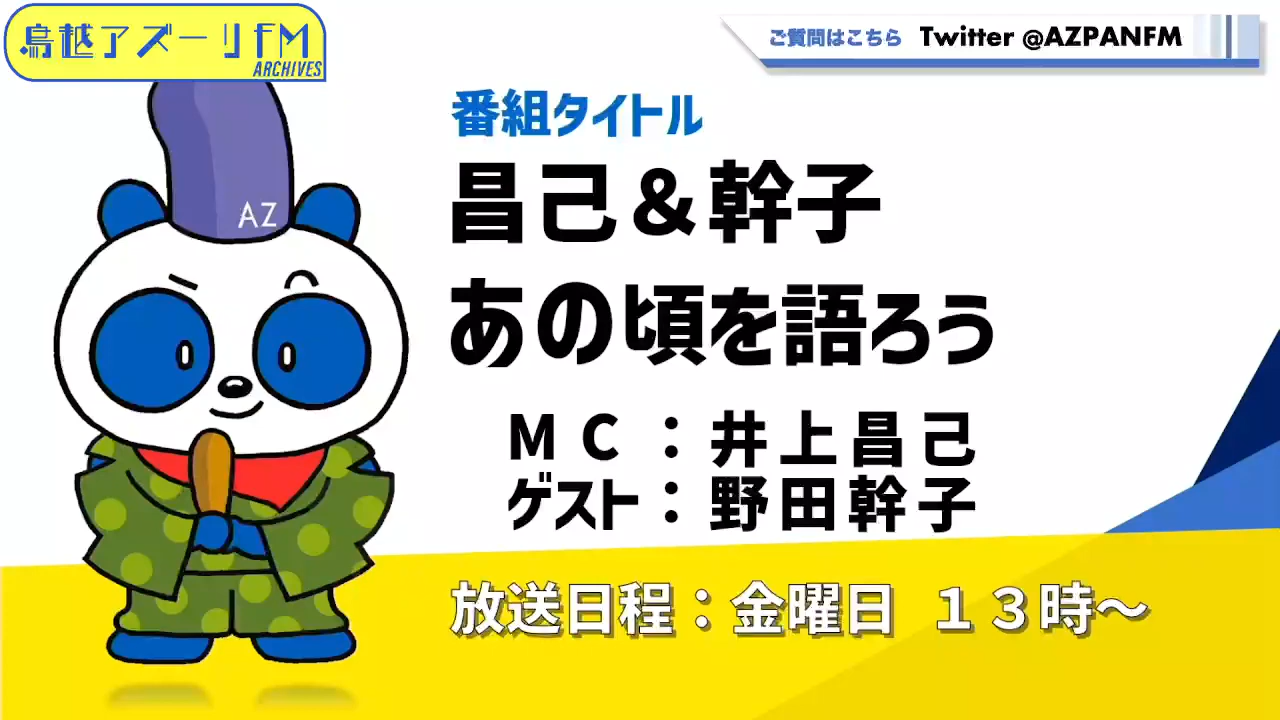 鳥越アズーリFM
ARCHIVES
ご質問はこちら Twitter @AZPANFM
AZ
番組タイトル
昌己&幹子
あの頃を語ろう
MC:井上昌己
ゲスト:野田幹子
放送日程:金曜日 13時〜